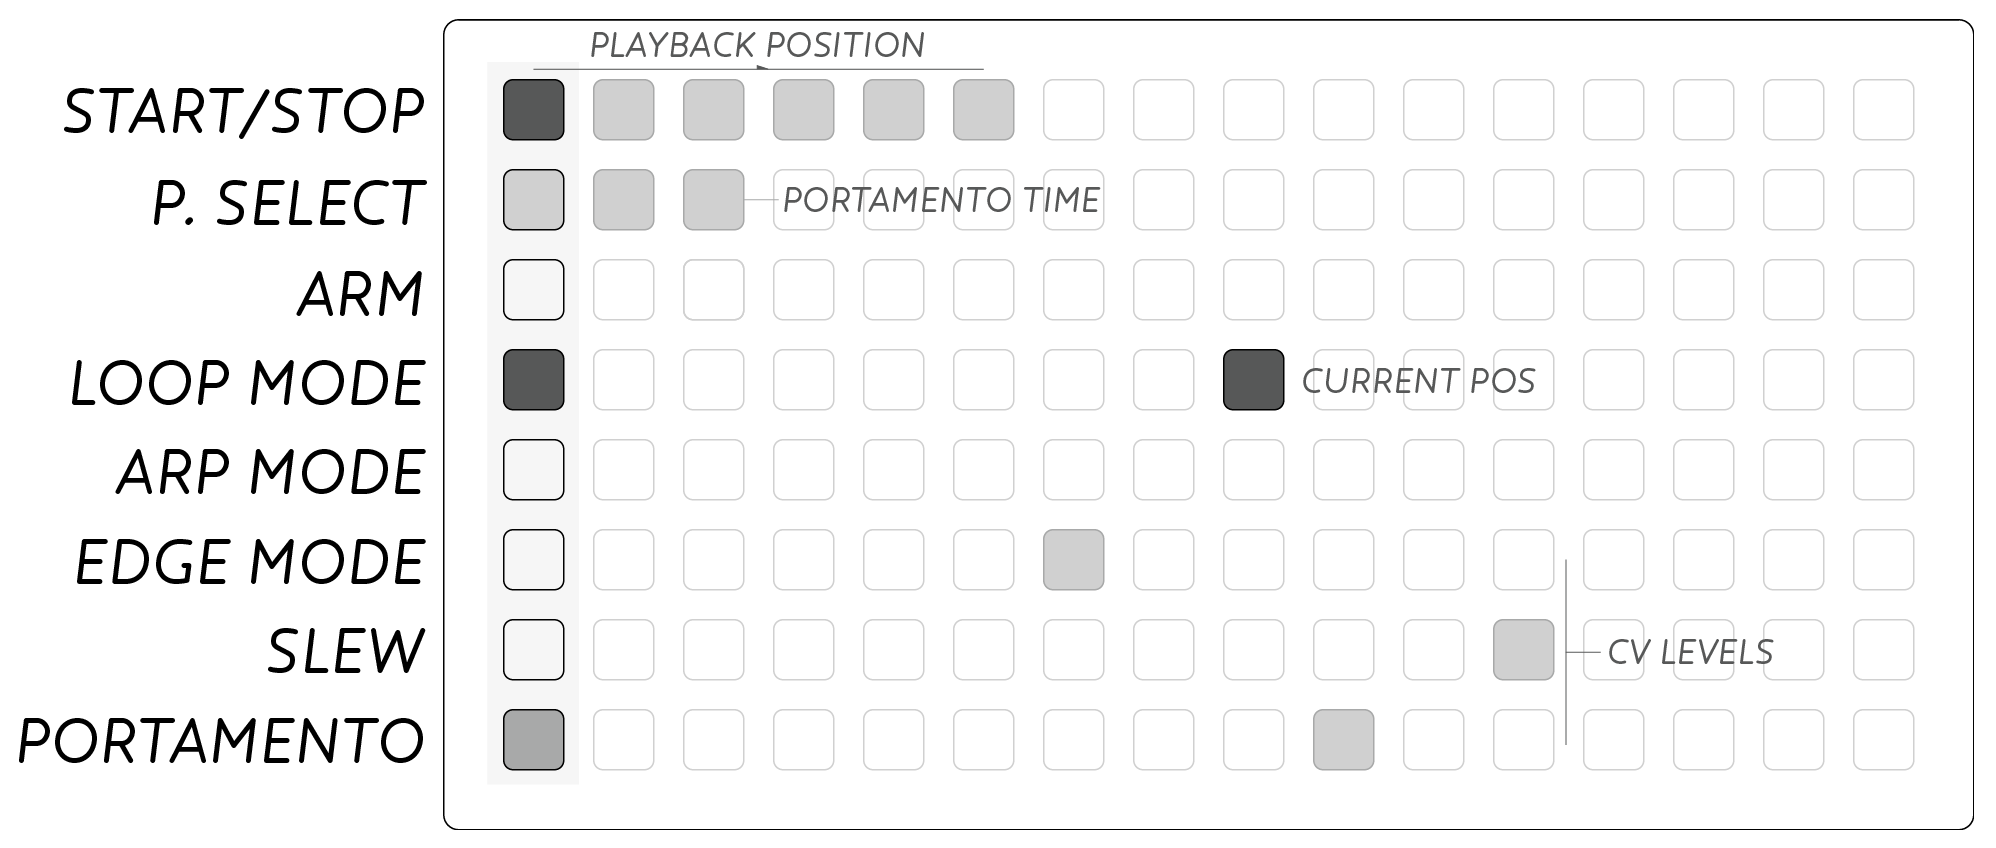 PLAYBACK POSITION
START/STOP
P. SELECT
PORTAMENTO TIME
ARM
LOOP MODE
CURRENT POS
ARP MODE
EDGE MODE
SLEW
CV LEVELS
PORTAMENTO